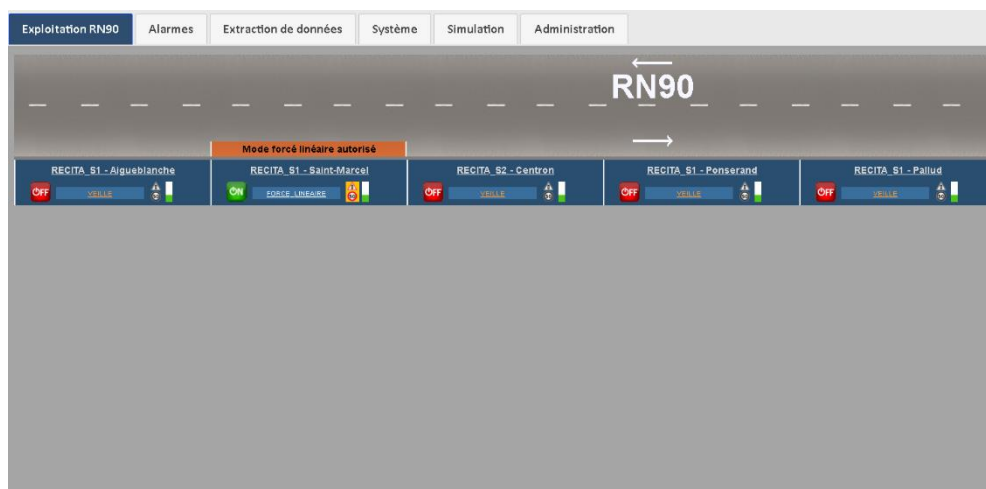 Exploitation RN90 Alarmes Extraction de données Système Simulation Administration
RN90
Mode forcé linéaire autorisé
RECITA_S1 - Aigueblanche RECITA_S1 - Saint-Marcel RECITA_S2 - Centron RECITA_S1 - Ponserand RECITA_S1 - Pallud
OFF VEILLE ON FORCE_LINEAIRE OFF VEILLE OFF VEILLE OFF VEILLE